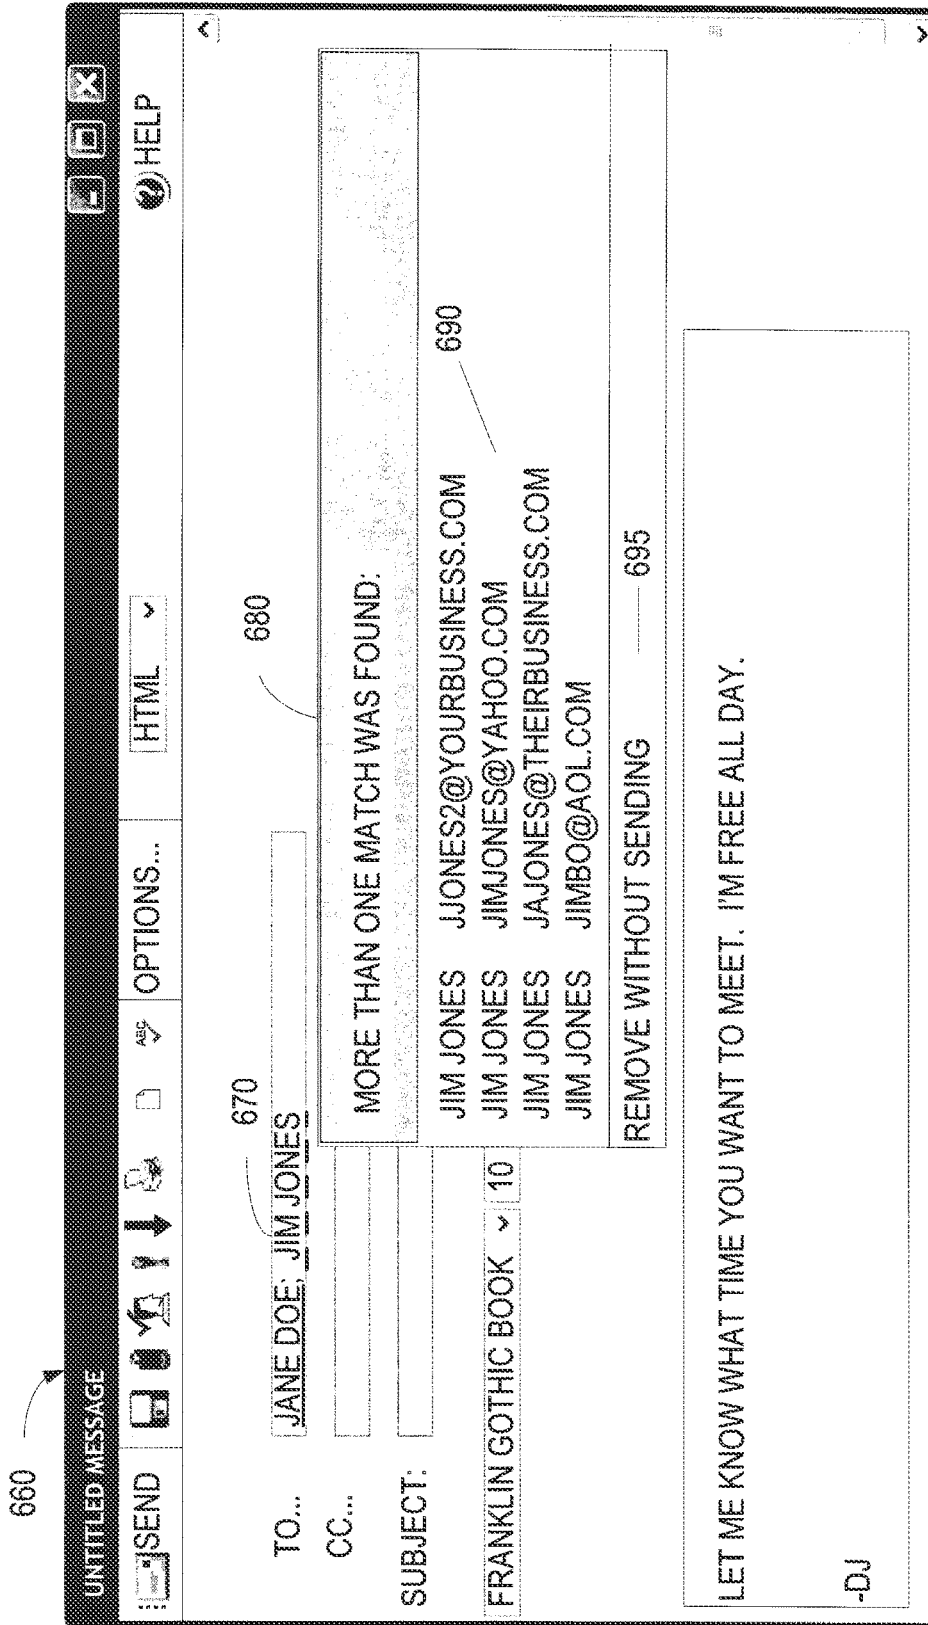 660
UNTITLED MESSAGE
SEND ABC OPTIONS... HTML HELP
TO... JANE DOE; JIM JONES
670
CC...
680
SUBJECT:
MORE THAN ONE MATCH WAS FOUND:
JIM JONES JJONES2@YOURBUSINESS.COM
JIM JONES JIMJONES@YAHOO.COM
JIM JONES JAJONES@THEIRBUSINESS.COM
JIM JONES JIMBO@AOL.COM
690
REMOVE WITHOUT SENDING
695
FRANKLIN GOTHIC BOOK 10
LET ME KNOW WHAT TIME YOU WANT TO MEET. I'M FREE ALL DAY.
-DJ